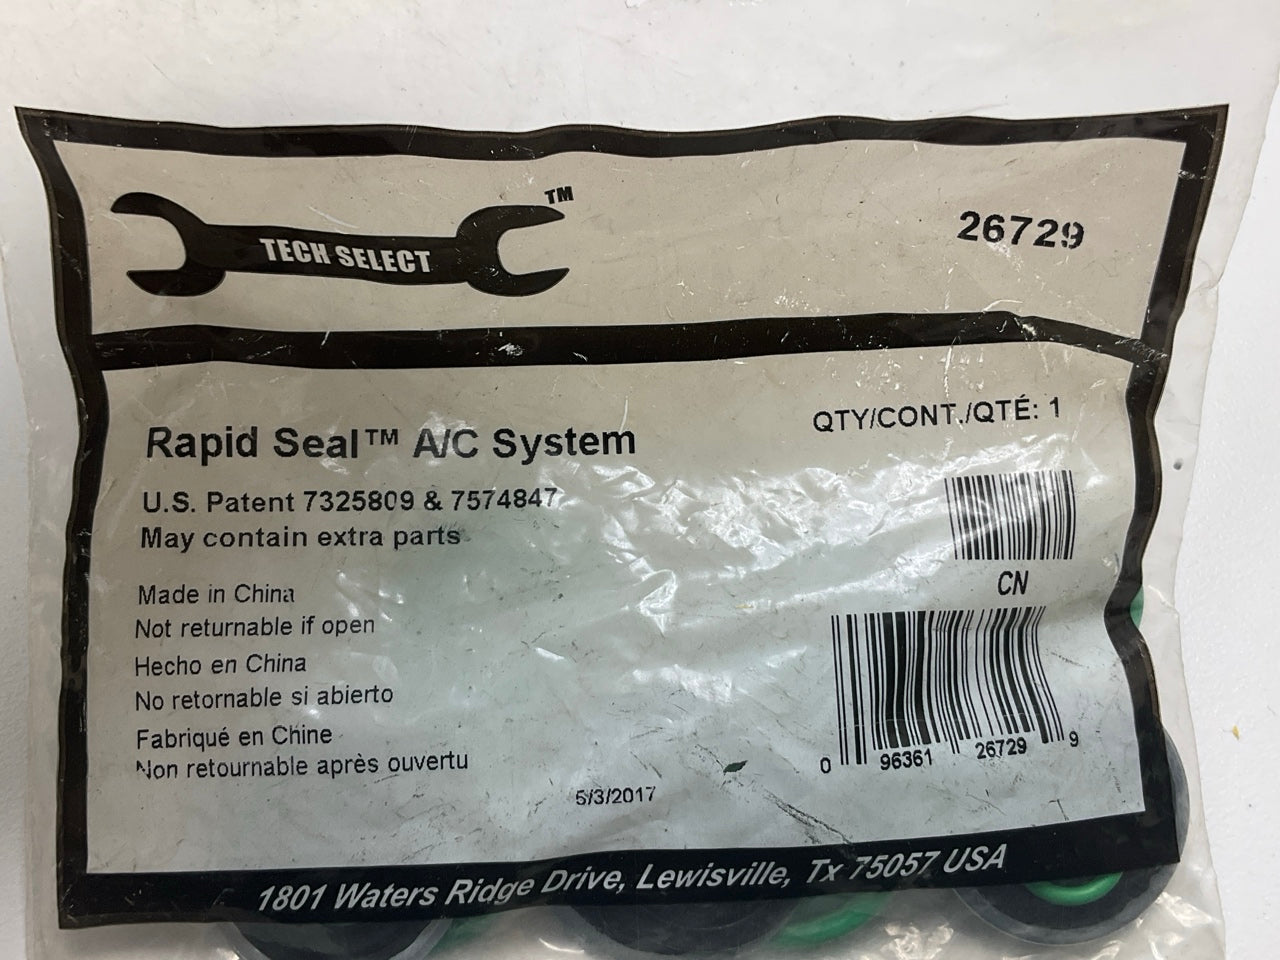 TECH SELECT™
26729
Rapid Seal™ A/C System
QTY/CONT./QTÉ: 1
U.S. Patent 7325809 & 7574847
May contain extra parts
CN
Made in China
Not returnable if open
Hecho en China
No retornable si abierto
Fabriqué en Chine
Non retournable après ouvertu
0 96361 26729 9
5/3/2017
1801 Waters Ridge Drive, Lewisville, Tx 75057 USA